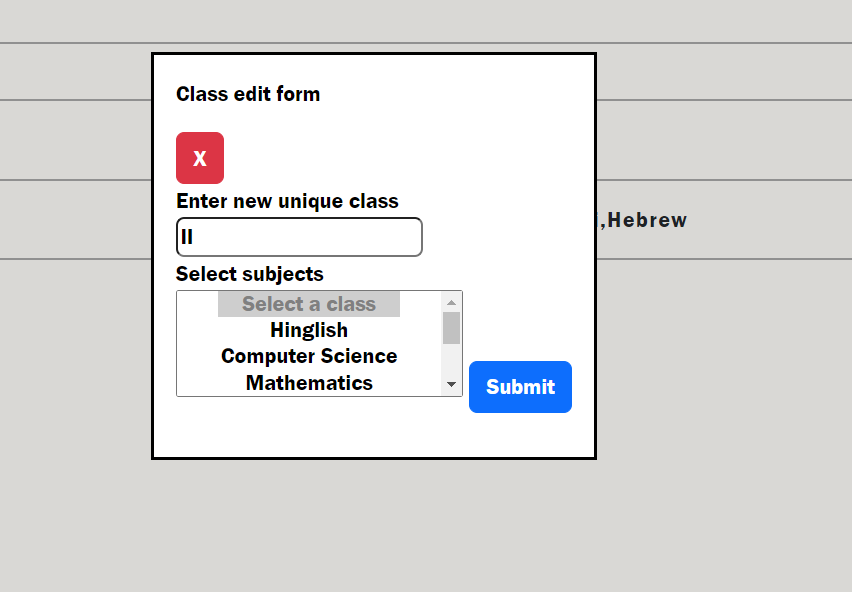 Class edit form
X
Enter new unique class
II
,Hebrew
Select subjects
Select a class
Hinglish
Computer Science
Mathematics
Submit